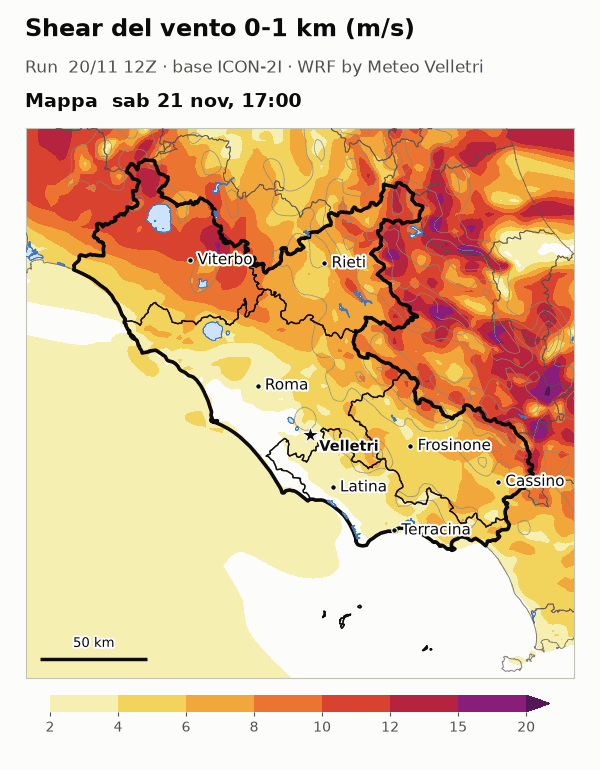 Shear del vento 0-1 km (m/s)
Run  20/11 12Z · base ICON-2I · WRF by Meteo Velletri
Mappa  sab 21 nov, 17:00
Viterbo
Rieti
Roma
Velletri
Frosinone
Latina
Cassino
Terracina
50 km
2 4 6 8 10 12 15 20